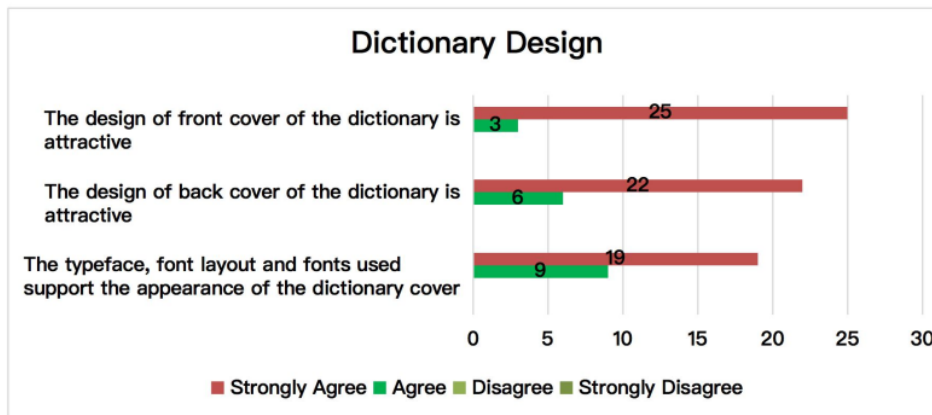 Dictionary Design
The design of front cover of the dictionary is
attractive
25
3
The design of back cover of the dictionary is
attractive
22
6
The typeface, font layout and fonts used
support the appearance of the dictionary cover
19
9
0 5 10 15 20 25 30
Strongly Agree Agree Disagree Strongly Disagree